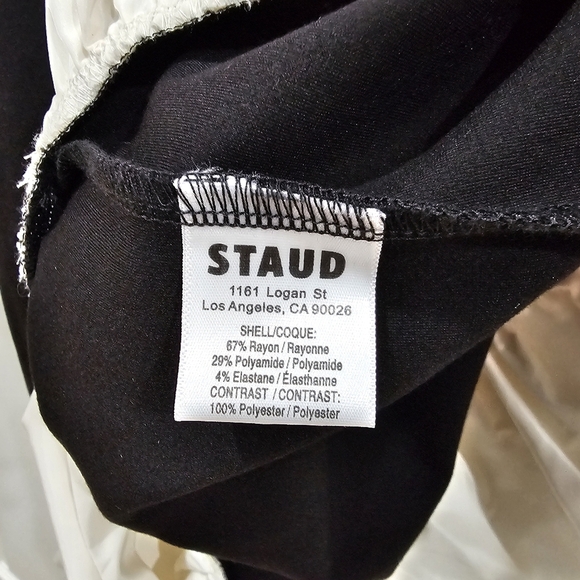 STAUD
1161 Logan St
Los Angeles, CA 90026
SHELL/COQUE:
67% Rayon / Rayonne
29% Polyamide / Polyamide
4% Elastane / Élasthanne
CONTRAST / CONTRAST:
100% Polyester / Polyester